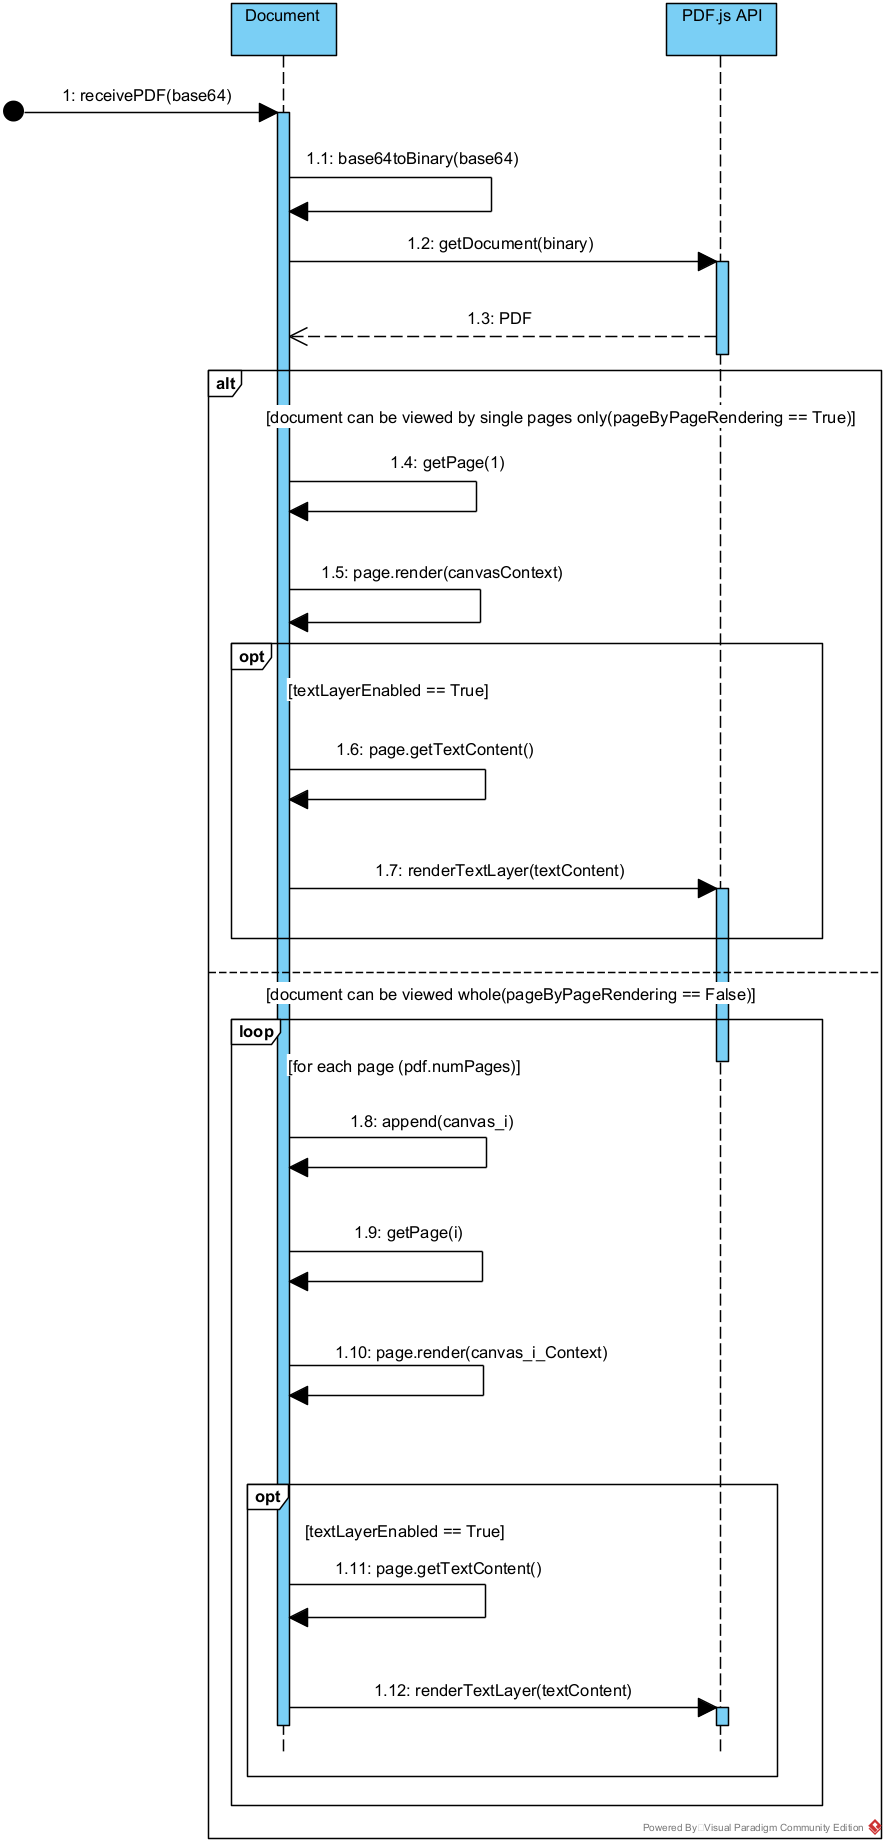 Document
PDF.js API
1: receivePDF(base64)
1.1: base64toBinary(base64)
1.2: getDocument(binary)
1.3: PDF
alt
[document can be viewed by single pages only(pageByPageRendering == True)]
1.4: getPage(1)
1.5: page.render(canvasContext)
opt
[textLayerEnabled == True]
1.6: page.getTextContent()
1.7: renderTextLayer(textContent)
[document can be viewed whole(pageByPageRendering == False)]
loop
[for each page (pdf.numPages)]
1.8: append(canvas_i)
1.9: getPage(i)
1.10: page.render(canvas_i_Context)
opt
[textLayerEnabled == True]
1.11: page.getTextContent()
1.12: renderTextLayer(textContent)
Powered By Visual Paradigm Community Edition